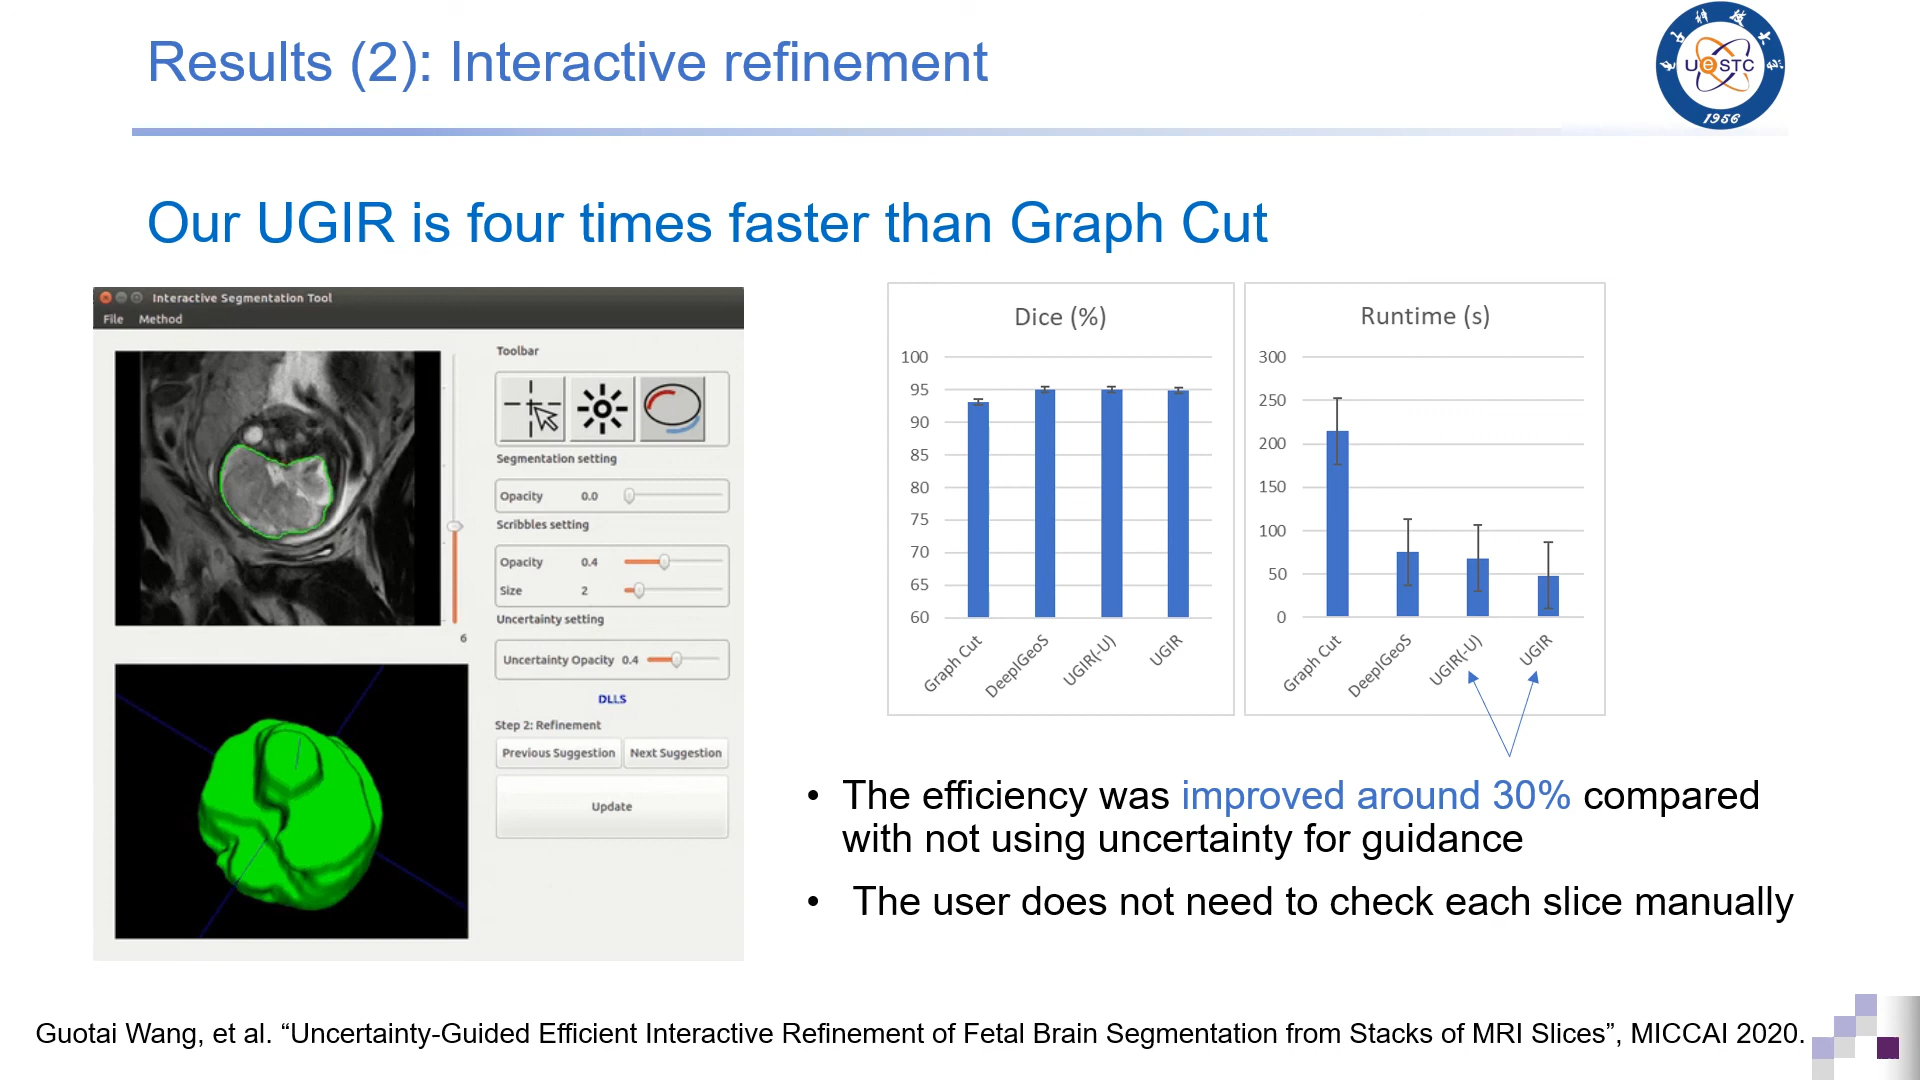 Results (2): Interactive refinement
UeSTC
1956
Our UGIR is four times faster than Graph Cut
Interactive Segmentation Tool
File Method
Toolbar
Segmentation setting
Opacity 0.0
Scribbles setting
Opacity 0.4
Size 2
Uncertainty setting
6
Uncertainty Opacity 0.4
DLLS
Step 2: Refinement
Previous Suggestion Next Suggestion
Update
Dice (%)
100
95
90
85
80
75
70
65
60
Graph Cut
DeepIGeoS
UGIR(-U)
UGIR
Runtime (s)
300
250
200
150
100
50
0
Graph Cut
DeepIGeoS
UGIR(-U)
UGIR
• The efficiency was improved around 30% compared
with not using uncertainty for guidance
• The user does not need to check each slice manually
Guotai Wang, et al. “Uncertainty-Guided Efficient Interactive Refinement of Fetal Brain Segmentation from Stacks of MRI Slices”, MICCAI 2020.